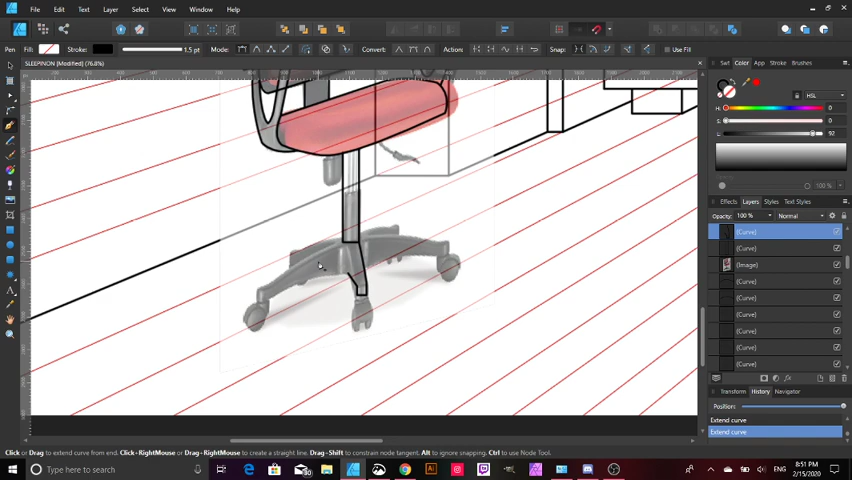 File Edit Text Layer Select View Window Help
Pen Fill: Stroke: 1.5 pt Mode: Convert: Action: Snap: Use Fill
SLEEPINON (Modified) (76.8%)
Set Color Stroke Brushes
HSL
H: 0
S: 0
L: 92
100 %
Effects Layers Styles Text Styles
Opacity: 100 % Normal
(Curve)
(Curve)
(Image)
(Curve)
(Curve)
(Curve)
(Curve)
(Curve)
(Curve)
Transform History Navigator
Position:
Extend curve
Extend curve
Click or Drag to extend curve from end. Click+RightMouse or Drag+RightMouse to create a straight line. Drag+Shift to constrain node tangent. Alt to ignore snapping. Ctrl to use Node Tool.
Type here to search
ENG
8:51 PM
2/15/2020